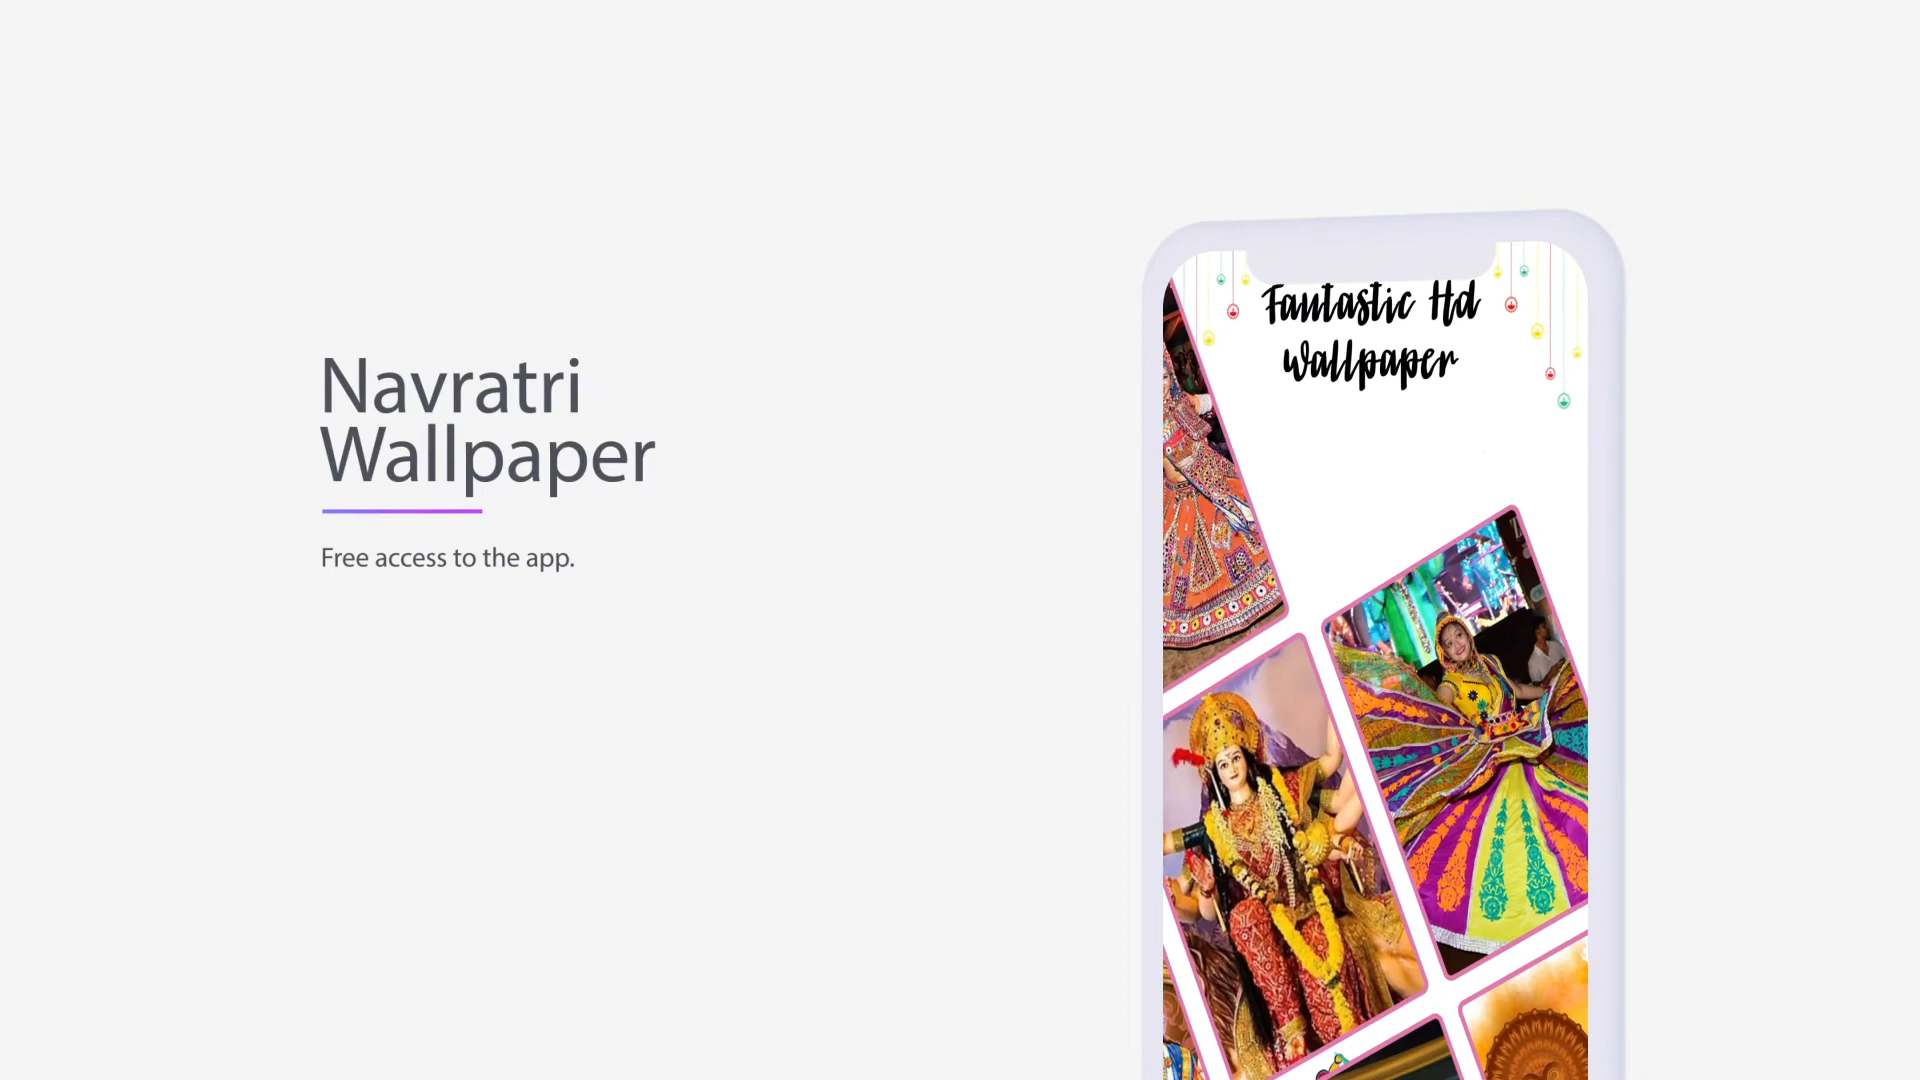 Navratri
Wallpaper
Free access to the app.
Fantastic Hd
Wallpaper